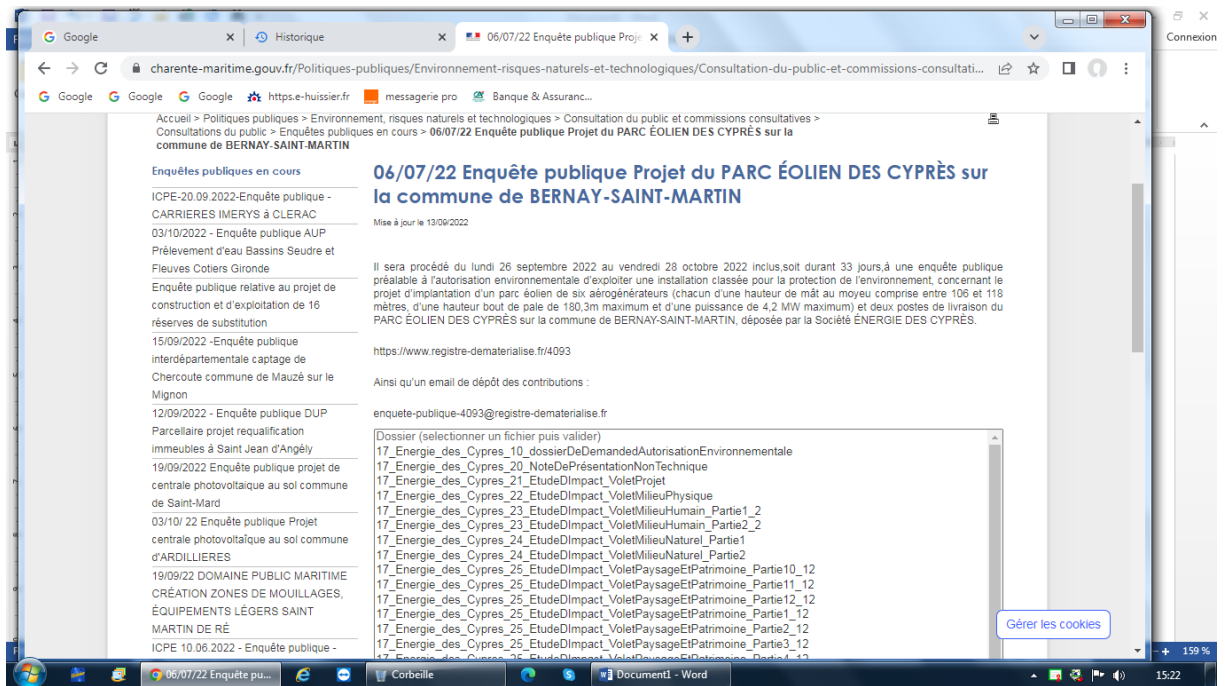 Connexion
Google
Historique
06/07/22 Enquête publique Proje
charente-maritime.gouv.fr/Politiques-publiques/Environnement-risques-naturels-et-technologiques/Consultation-du-public-et-commissions-consultati...
Google
Google
Google
https.e-huissier.fr
messagerie pro
Banque & Assuranc...
Accueil > Politiques publiques > Environnement, risques naturels et technologiques > Consultation du public et commissions consultatives >
Consultations du public > Enquêtes publiques en cours > 06/07/22 Enquête publique Projet du PARC ÉOLIEN DES CYPRÈS sur la
commune de BERNAY-SAINT-MARTIN
Enquêtes publiques en cours
ICPE-20.09.2022-Enquête publique -
CARRIERES IMERYS à CLERAC
03/10/2022 - Enquête publique AUP
Prélevement d'eau Bassins Seudre et
Fleuves Cotiers Gironde
Enquête publique relative au projet de
construction et d'exploitation de 16
réserves de substitution
15/09/2022 -Enquête publique
interdépartementale captage de
Chercoute commune de Mauzé sur le
Mignon
12/09/2022 - Enquête publique DUP
Parcellaire projet requalification
immeubles à Saint Jean d'Angély
19/09/2022 Enquête publique projet de
centrale photovoltaique au sol commune
de Saint-Mard
03/10/ 22 Enquête publique Projet
centrale photovoltaîque au sol commune
d'ARDILLIERES
19/09/22 DOMAINE PUBLIC MARITIME
CRÉATION ZONES DE MOUILLAGES,
ÉQUIPEMENTS LÉGERS SAINT
MARTIN DE RÉ
ICPE 10.06.2022 - Enquête publique -
06/07/22 Enquête publique Projet du PARC ÉOLIEN DES CYPRÈS sur
la commune de BERNAY-SAINT-MARTIN
Mise à jour le 13/09/2022
Il sera procédé du lundi 26 septembre 2022 au vendredi 28 octobre 2022 inclus,soit durant 33 jours,à une enquête publique
préalable à l'autorisation environnementale d'exploiter une installation classée pour la protection de l'environnement, concernant le
projet d'implantation d'un parc éolien de six aérogénérateurs (chacun d'une hauteur de mât au moyeu comprise entre 106 et 118
mètres, d'une hauteur bout de pale de 180,3m maximum et d'une puissance de 4,2 MW maximum) et deux postes de livraison du
PARC ÉOLIEN DES CYPRÈS sur la commune de BERNAY-SAINT-MARTIN, déposée par la Société ÉNERGIE DES CYPRÈS.
https://www.registre-dematerialise.fr/4093
Ainsi qu'un email de dépôt des contributions :
enquete-publique-4093@registre-dematerialise.fr
Dossier (selectionner un fichier puis valider)
17_Energie_des_Cypres_10_dossierDeDemandedAutorisationEnvironnementale
17_Energie_des_Cypres_20_NoteDePrésentationNonTechnique
17_Energie_des_Cypres_21_EtudeDImpact_VoletProjet
17_Energie_des_Cypres_22_EtudeDImpact_VoletMilieuPhysique
17_Energie_des_Cypres_23_EtudeDImpact_VoletMilieuHumain_Partie1_2
17_Energie_des_Cypres_23_EtudeDImpact_VoletMilieuHumain_Partie2_2
17_Energie_des_Cypres_24_EtudeDImpact_VoletMilieuNaturel_Partie1
17_Energie_des_Cypres_24_EtudeDImpact_VoletMilieuNaturel_Partie2
17_Energie_des_Cypres_25_EtudeDImpact_VoletPaysageEtPatrimoine_Partie10_12
17_Energie_des_Cypres_25_EtudeDImpact_VoletPaysageEtPatrimoine_Partie11_12
17_Energie_des_Cypres_25_EtudeDImpact_VoletPaysageEtPatrimoine_Partie12_12
17_Energie_des_Cypres_25_EtudeDImpact_VoletPaysageEtPatrimoine_Partie1_12
17_Energie_des_Cypres_25_EtudeDImpact_VoletPaysageEtPatrimoine_Partie2_12
17_Energie_des_Cypres_25_EtudeDImpact_VoletPaysageEtPatrimoine_Partie3_12
17_Energie_des_Cypres_25_EtudeDImpact_VoletPaysageEtPatrimoine_Partie4_12
Gérer les cookies
159 %
06/07/22 Enquête pu...
Corbeille
Document1 - Word
15:22